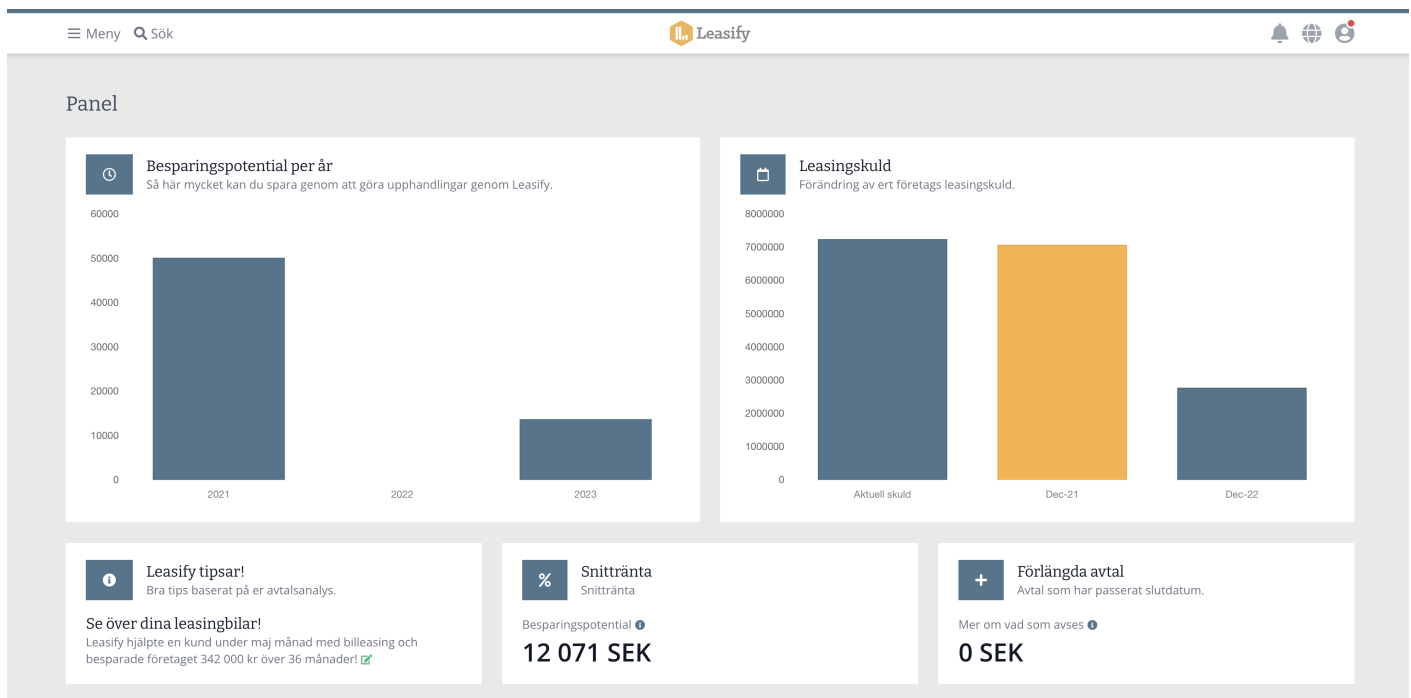 Meny Sök Leasify
Panel
Besparingspotential per år
Så här mycket kan du spara genom att göra upphandlingar genom Leasify.
60000
50000
40000
30000
20000
10000
0
2021 2022 2023
Leasingskuld
Förändring av ert företags leasingskuld.
8000000
7000000
6000000
5000000
4000000
3000000
2000000
1000000
0
Aktuell skuld Dec-21 Dec-22
Leasify tipsar!
Bra tips baserat på er avtalsanalys.
Se över dina leasingbilar!
Leasify hjälpte en kund under maj månad med billeasing och
besparade företaget 342 000 kr över 36 månader!
Snittränta
Snittränta
Besparingspotential
12 071 SEK
Förlängda avtal
Avtal som har passerat slutdatum.
Mer om vad som avses
0 SEK